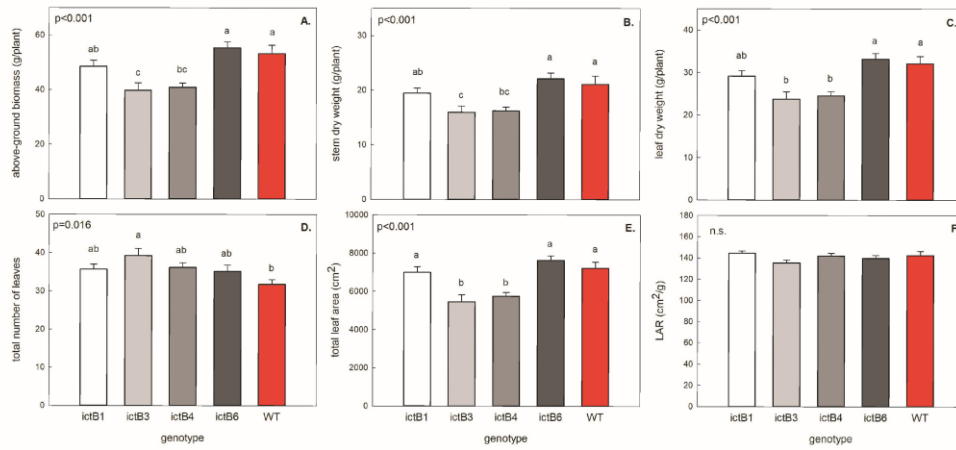 p<0.001
A.
above-ground biomass (g/plant)
60
40
20
0
ab
c
bc
a
a
p<0.001
B.
stem dry weight (g/plant)
30
20
10
0
ab
c
bc
a
a
p<0.001
C.
leaf dry weight (g/plant)
40
30
20
10
0
ab
b
b
a
a
p=0.016
D.
total number of leaves
50
40
30
20
10
0
ab
a
ab
ab
b
ictB1 ictB3 ictB4 ictB6 WT
genotype
p<0.001
E.
total leaf area (cm2)
10000
8000
6000
4000
2000
0
a
b
b
a
a
ictB1 ictB3 ictB4 ictB6 WT
genotype
n.s.
F.
LAR (cm2/g)
180
160
140
120
100
80
60
40
20
0
ictB1 ictB3 ictB4 ictB6 WT
genotype